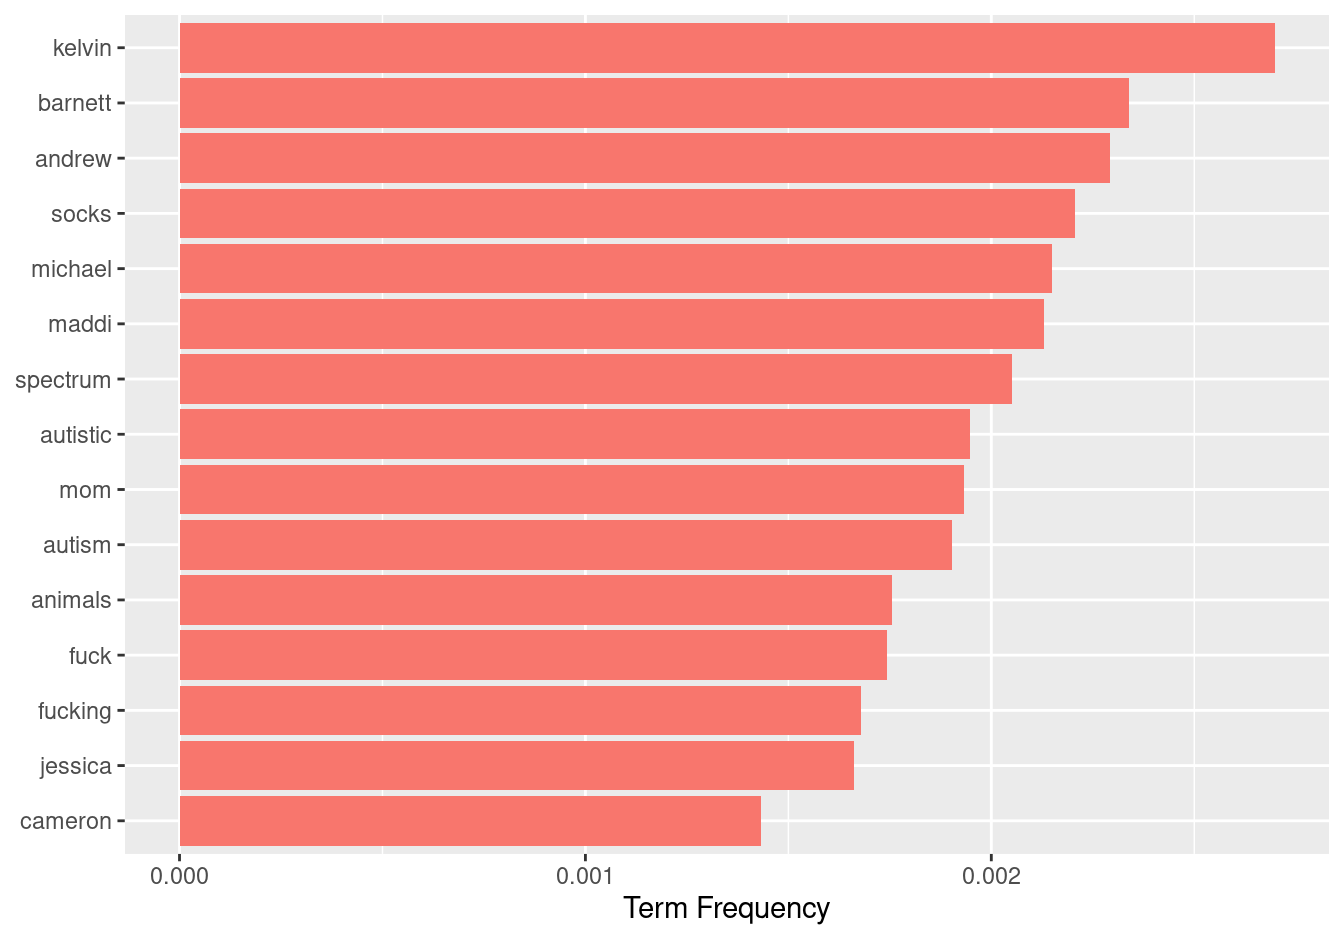 kelvin
barnett
andrew
socks
michael
maddi
spectrum
autistic
mom
autism
animals
fuck
fucking
jessica
cameron
0.000 0.001 0.002
Term Frequency